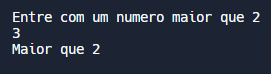 Entre com um numero maior que 2
3
Maior que 2